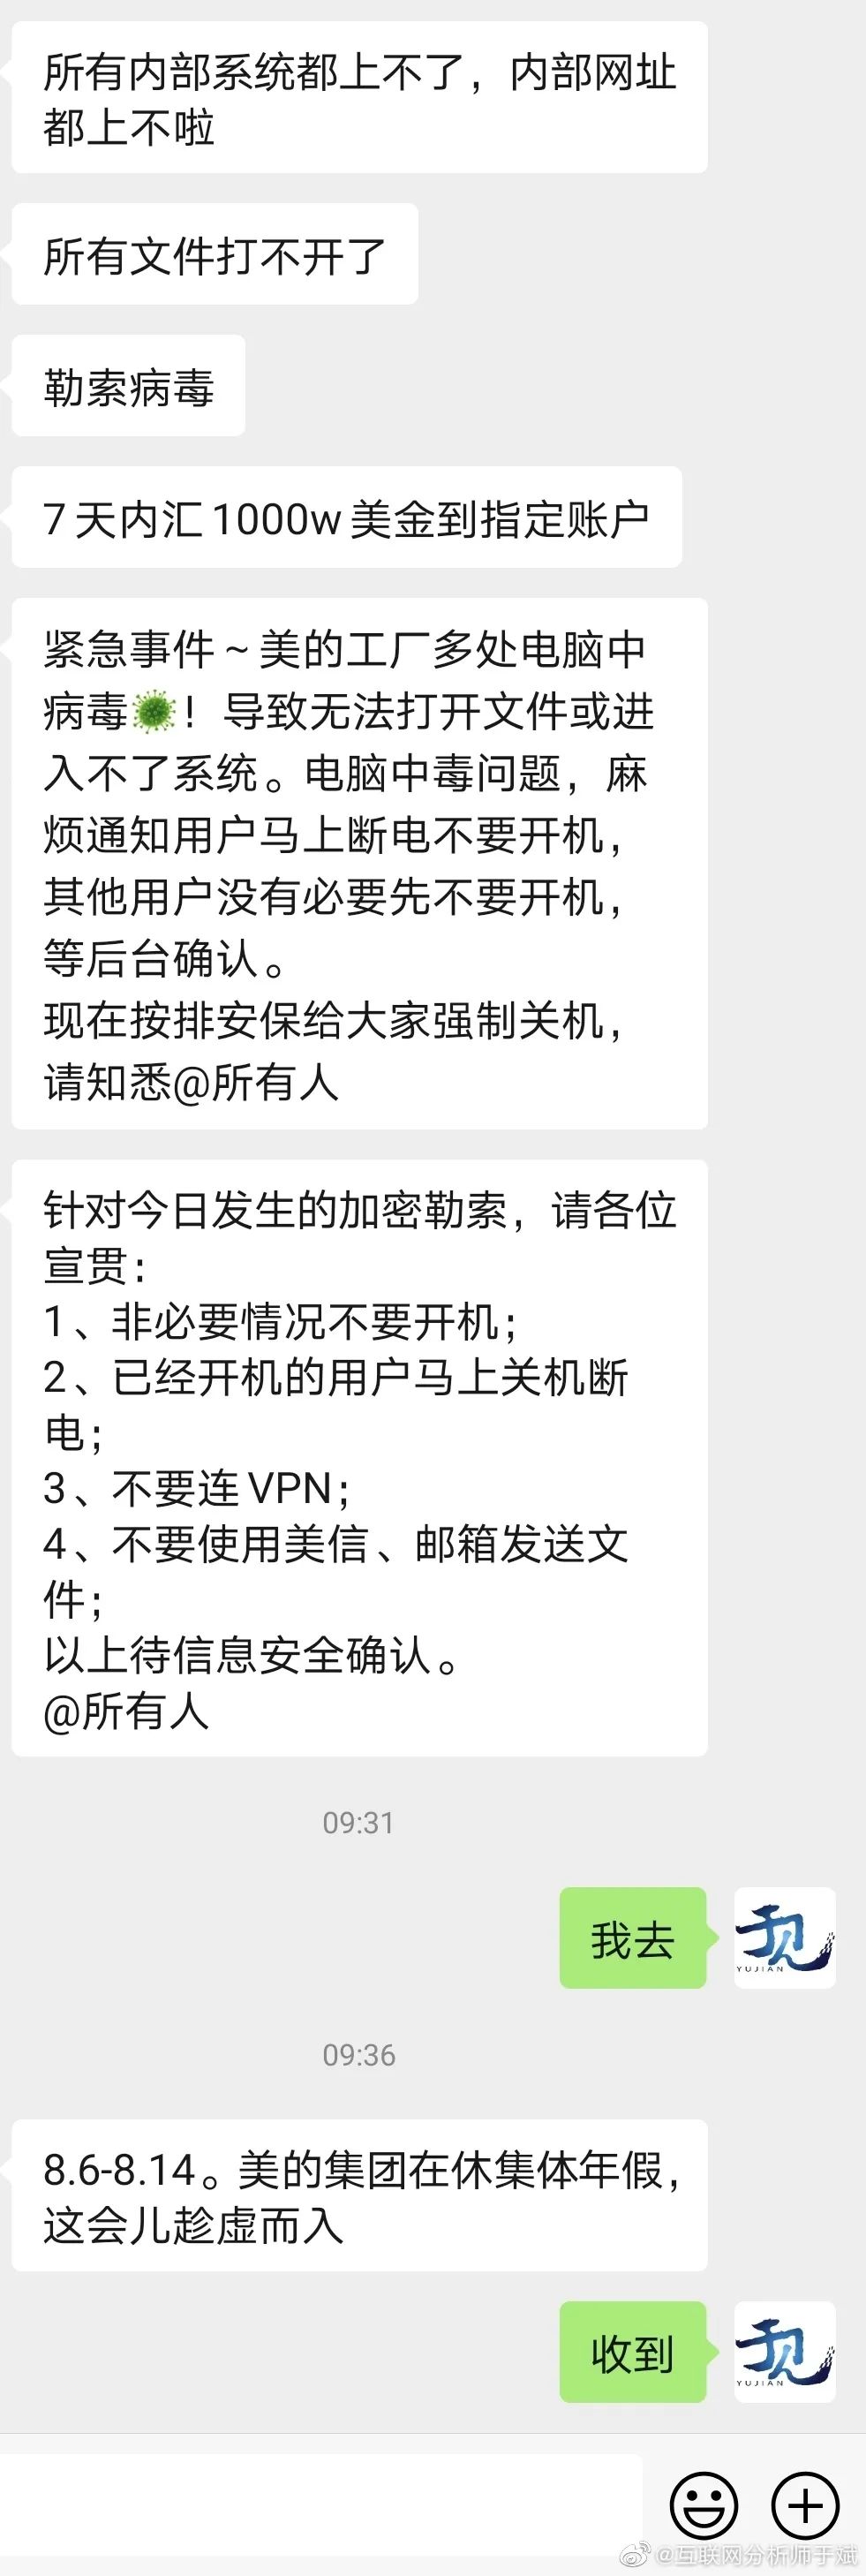 所有内部系统都上不了，内部网址
都上不啦
所有文件打不开了
勒索病毒
7天内汇1000w美金到指定账户
紧急事件～美的工厂多处电脑中
病毒🦠！导致无法打开文件或进
入不了系统。电脑中毒问题，麻
烦通知用户马上断电不要开机，
其他用户没有必要先不要开机，
等后台确认。
现在按排安保给大家强制关机，
请知悉@所有人
针对今日发生的加密勒索，请各位
宣贯：
1、非必要情况不要开机；
2、已经开机的用户马上关机断
电；
3、不要连VPN；
4、不要使用美信、邮箱发送文
件；
以上待信息安全确认。
@所有人
09:31
我去
于见
YUJIAN
09:36
8.6-8.14。美的集团在休集体年假，
这会儿趁虚而入
收到
于见
YUJIAN
@互联网分析师于斌